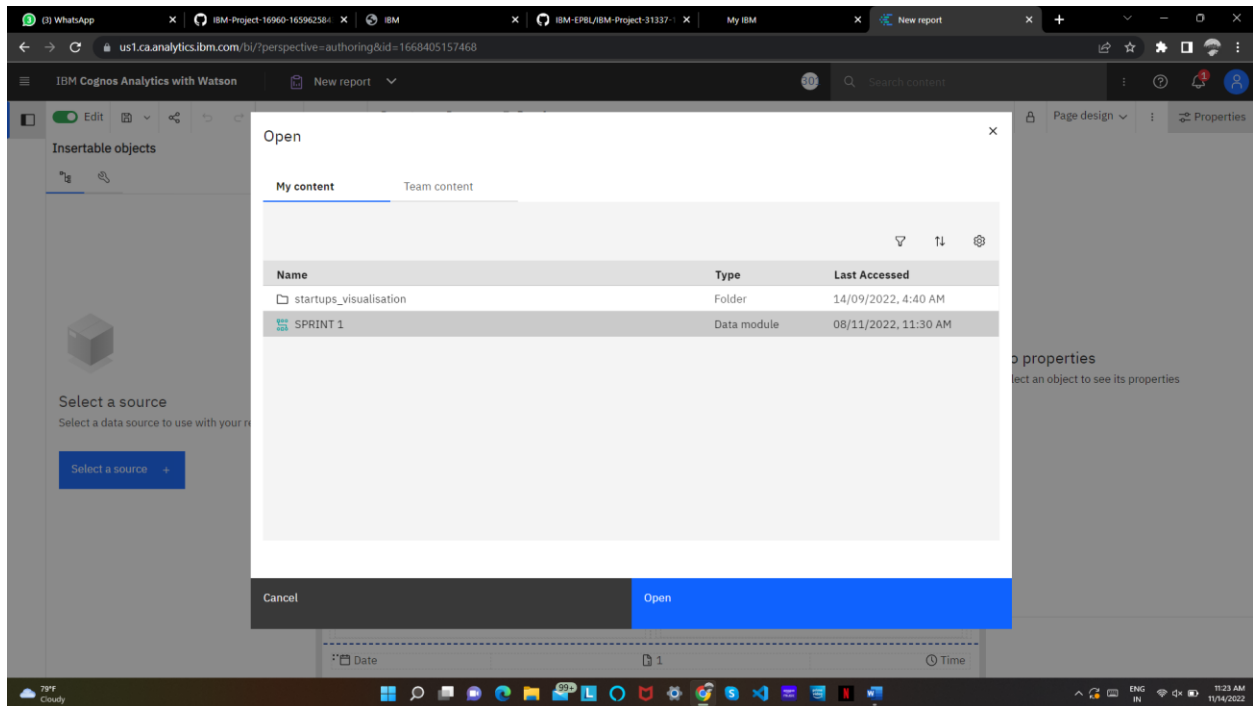 (3) WhatsApp
IBM-Project-16960-16596258
IBM
IBM-EPBL/IBM-Project-31337-1
My IBM
New report
us1.ca.analytics.ibm.com/bi/?perspective=authoring&id=1668405157468
IBM Cognos Analytics with Watson
New report
Search content
1
Edit
Page design
Properties
Insertable objects
Open
My content
Team content
Name Type Last Accessed
startups_visualisation Folder 14/09/2022, 4:40 AM
SPRINT 1 Data module 08/11/2022, 11:30 AM
Select a source
Select a data source to use with your
Select a source +
properties
lect an object to see its properties
Cancel
Open
Date 1 Time
79°F
Cloudy
99+
ENG
IN
11:23 AM
11/14/2022